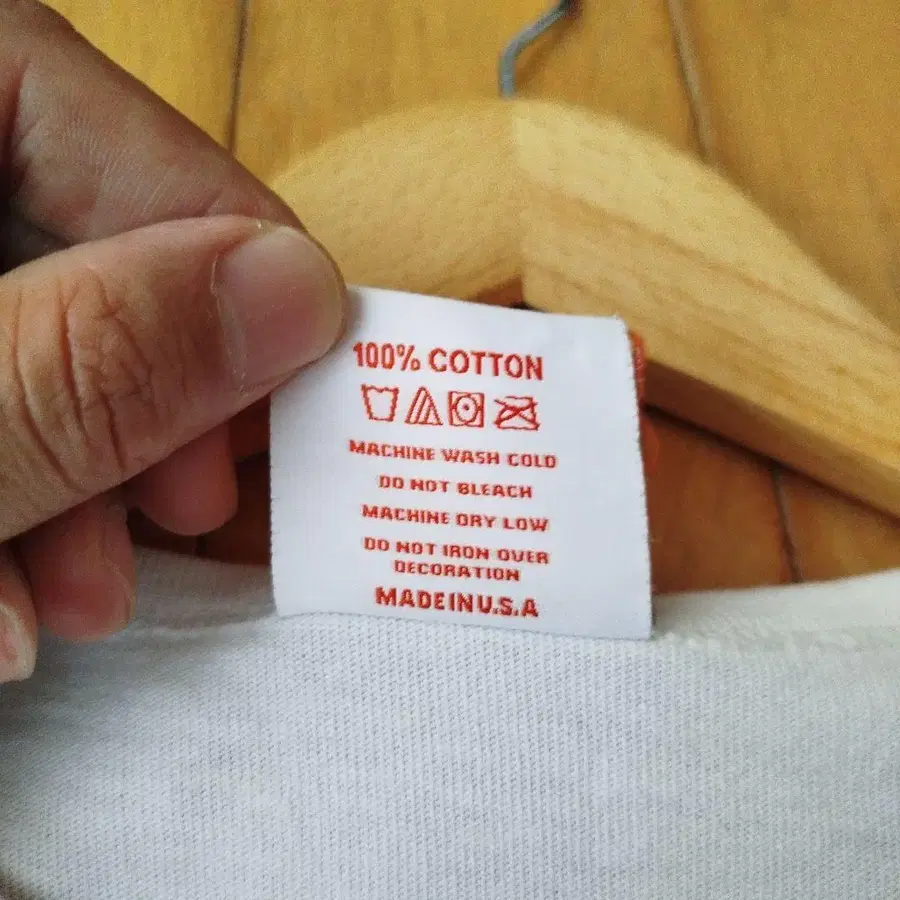 100% COTTON
MACHINE WASH COLD
DO NOT BLEACH
MACHINE DRY LOW
DO NOT IRON OVER
DECORATION
MADEINU.S.A